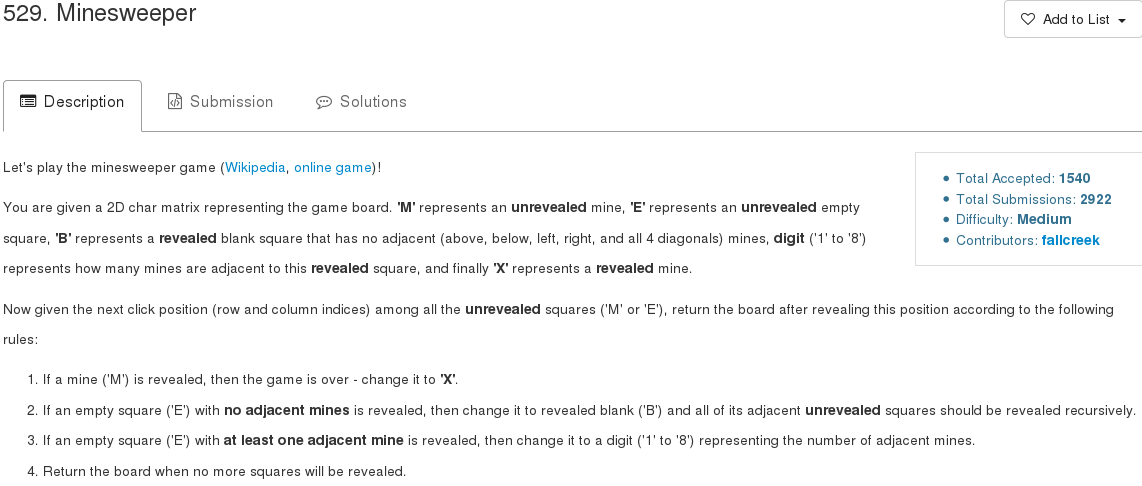 529. Minesweeper
Add to List
Description
Submission
Solutions
Let's play the minesweeper game (Wikipedia, online game)!
Total Accepted: 1540
Total Submissions: 2922
Difficulty: Medium
Contributors: fallcreek
You are given a 2D char matrix representing the game board. 'M' represents an unrevealed mine, 'E' represents an unrevealed empty
square, 'B' represents a revealed blank square that has no adjacent (above, below, left, right, and all 4 diagonals) mines, digit ('1' to '8')
represents how many mines are adjacent to this revealed square, and finally 'X' represents a revealed mine.
Now given the next click position (row and column indices) among all the unrevealed squares ('M' or 'E'), return the board after revealing this position according to the following
rules:
1. If a mine ('M') is revealed, then the game is over - change it to 'X'.
2. If an empty square ('E') with no adjacent mines is revealed, then change it to revealed blank ('B') and all of its adjacent unrevealed squares should be revealed recursively.
3. If an empty square ('E') with at least one adjacent mine is revealed, then change it to a digit ('1' to '8') representing the number of adjacent mines.
4. Return the board when no more squares will be revealed.